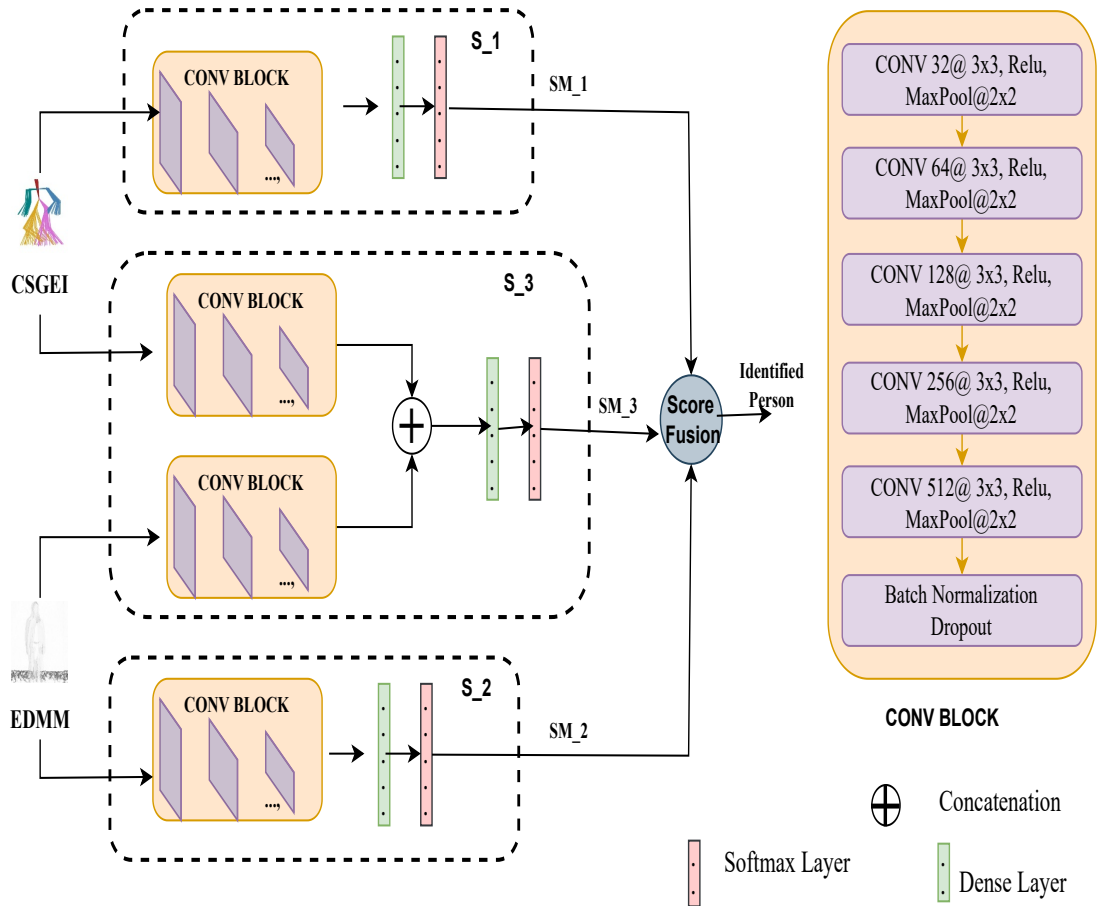 S_1
CONV BLOCK
...,
SM_1
CSGEI
S_3
CONV BLOCK
...,
CONV BLOCK
...,
SM_3
Score
Fusion
Identified
Person
EDMM
S_2
CONV BLOCK
...,
SM_2
CONV 32@ 3x3, Relu,
MaxPool@2x2
CONV 64@ 3x3, Relu,
MaxPool@2x2
CONV 128@ 3x3, Relu,
MaxPool@2x2
CONV 256@ 3x3, Relu,
MaxPool@2x2
CONV 512@ 3x3, Relu,
MaxPool@2x2
Batch Normalization
Dropout
CONV BLOCK
Concatenation
Softmax Layer
Dense Layer